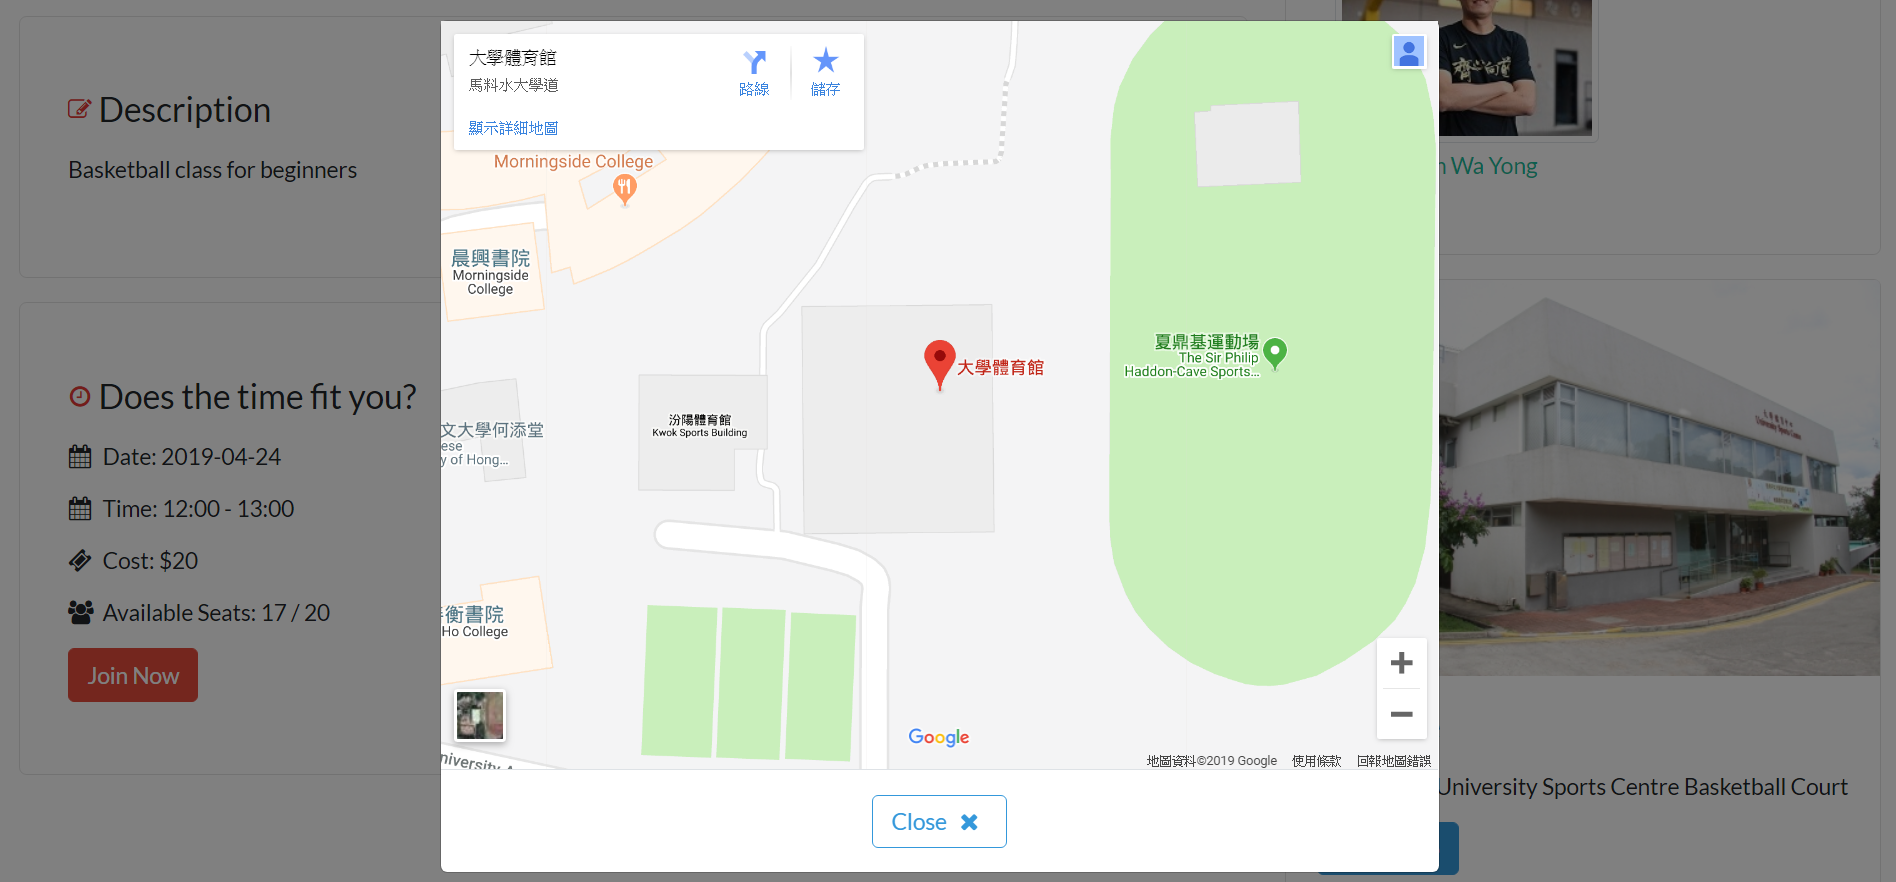 Description
Basketball class for beginners
Does the time fit you?
Date: 2019-04-24
Time: 12:00 - 13:00
Cost: $20
Available Seats: 17 / 20
Join Now
大學體育館
馬料水大學道
顯示詳細地圖
路線
儲存
Morningside College
晨興書院
Morningside
College
文大學何添堂
ese
y of Hong...
汾陽體育館
Kwok Sports Building
大學體育館
夏鼎基運動場
The Sir Philip
Haddon-Cave Sports...
衡書院
Ho College
niversity A
Google
地圖資料©2019 Google
使用條款
回報地圖錯誤
Close
Wa Yong
University Sports Centre
University Sports Centre Basketball Court